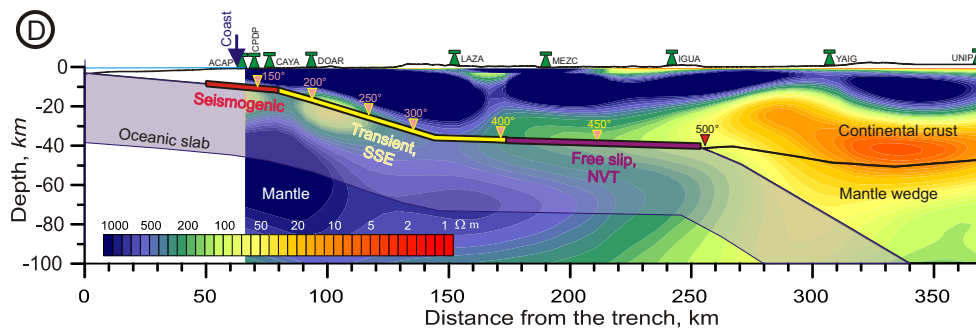 D
Coast
ACAP
CPDP
CAYA
DOAR
LAZA
MEZC
IGUA
YAIG
UNIP
0
-20
-40
-60
-80
-100
Depth, km
150°
200°
250°
300°
400°
450°
500°
Seismogenic
Transient,
SSE
Free slip,
NVT
Oceanic slab
Continental crust
Mantle
Mantle wedge
1000 500 200 100 50 20 10 5 2 1 Ω m
0 50 100 150 200 250 300 350
Distance from the trench, km